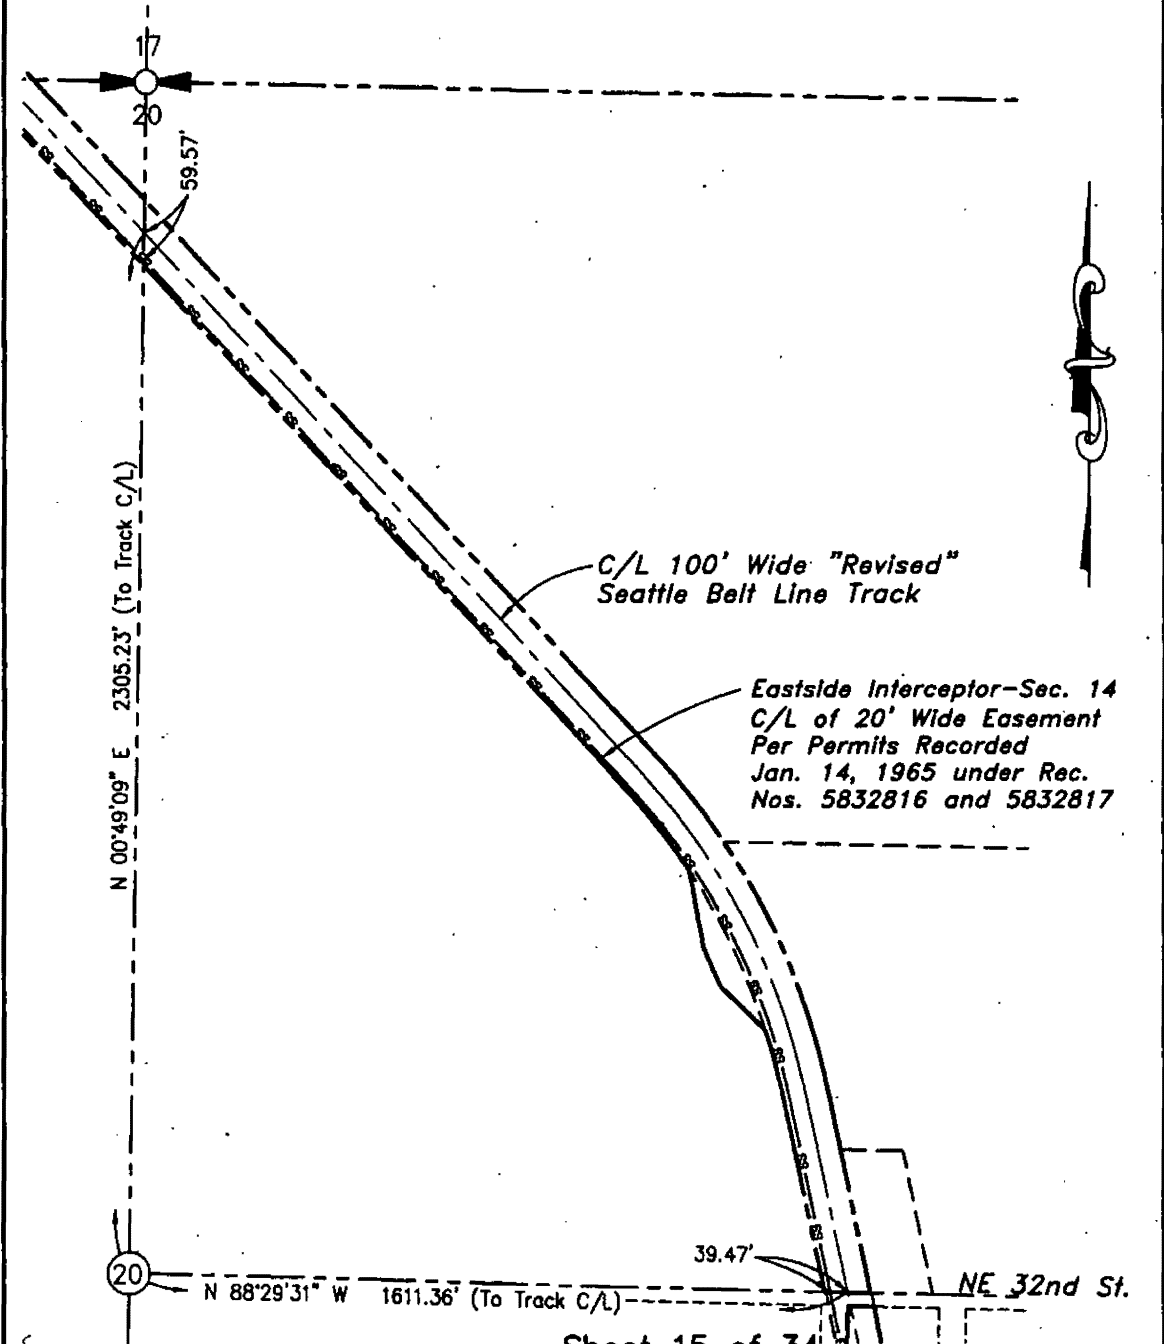 17
20
59.57'
N 00°49'09" E 2305.23' (To Track C/L)
C/L 100' Wide "Revised"
Seattle Belt Line Track
Eastside Interceptor-Sec. 14
C/L of 20' Wide Easement
Per Permits Recorded
Jan. 14, 1965 under Rec.
Nos. 5832816 and 5832817
39.47'
20
N 88°29'31" W 1611.36' (To Track C/L)
NE 32nd St.
Sheet 15 of 34